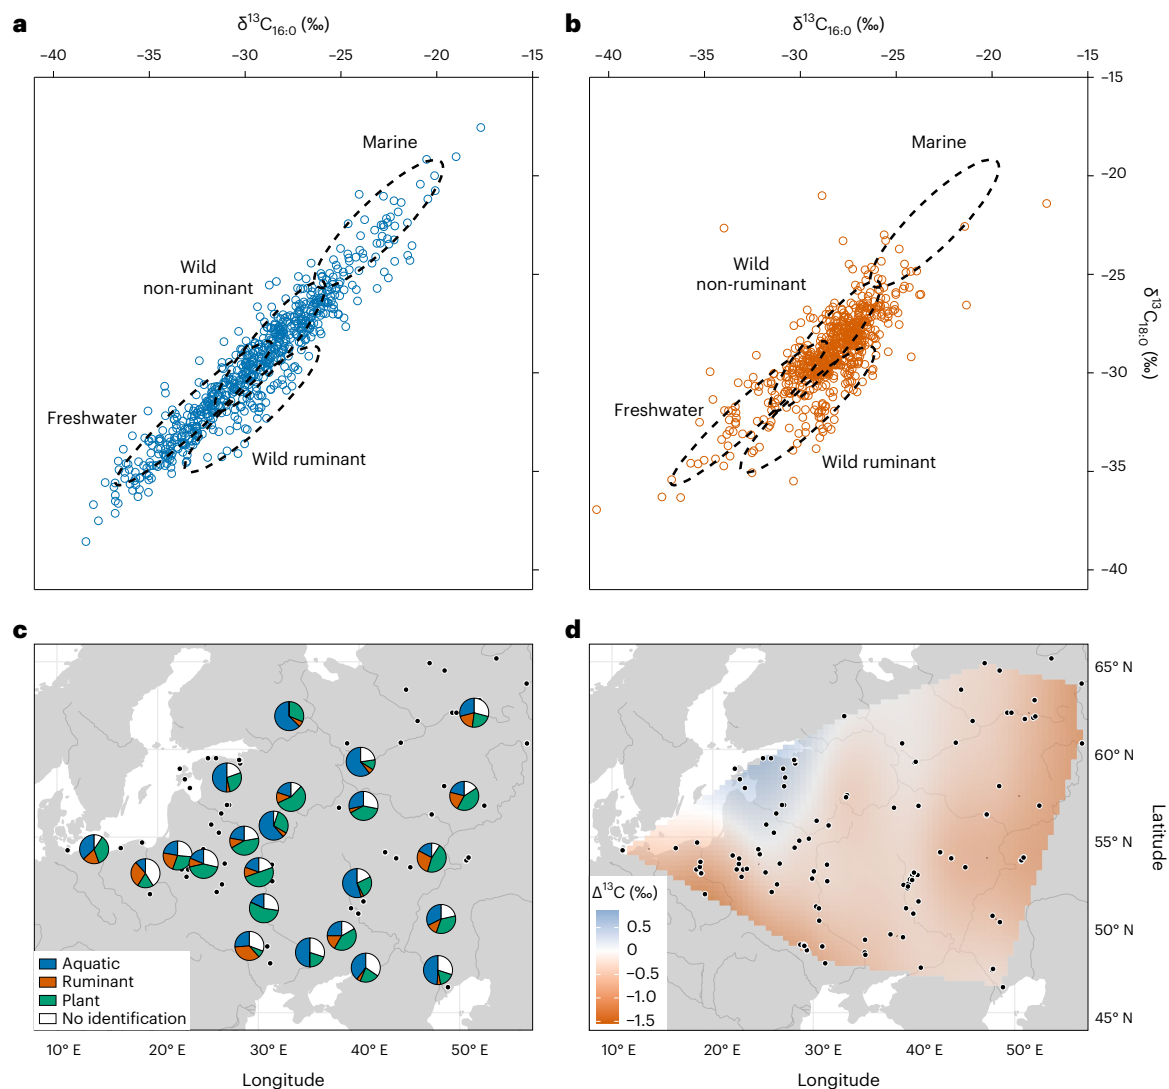 a
δ13C16:0 (‰)
–40 –35 –30 –25 –20 –15
Marine
Wild
non-ruminant
Freshwater
Wild ruminant
b
δ13C16:0 (‰)
–40 –35 –30 –25 –20 –15
–15
–20
–25
–30
–35
–40
δ13C18:0 (‰)
Marine
Wild
non-ruminant
Freshwater
Wild ruminant
c
Aquatic
Ruminant
Plant
No identification
10° E 20° E 30° E 40° E 50° E
Longitude
d
Δ13C (‰)
0.5
0
–0.5
–1.0
–1.5
65° N
60° N
55° N
50° N
45° N
Latitude
10° E 20° E 30° E 40° E 50° E
Longitude